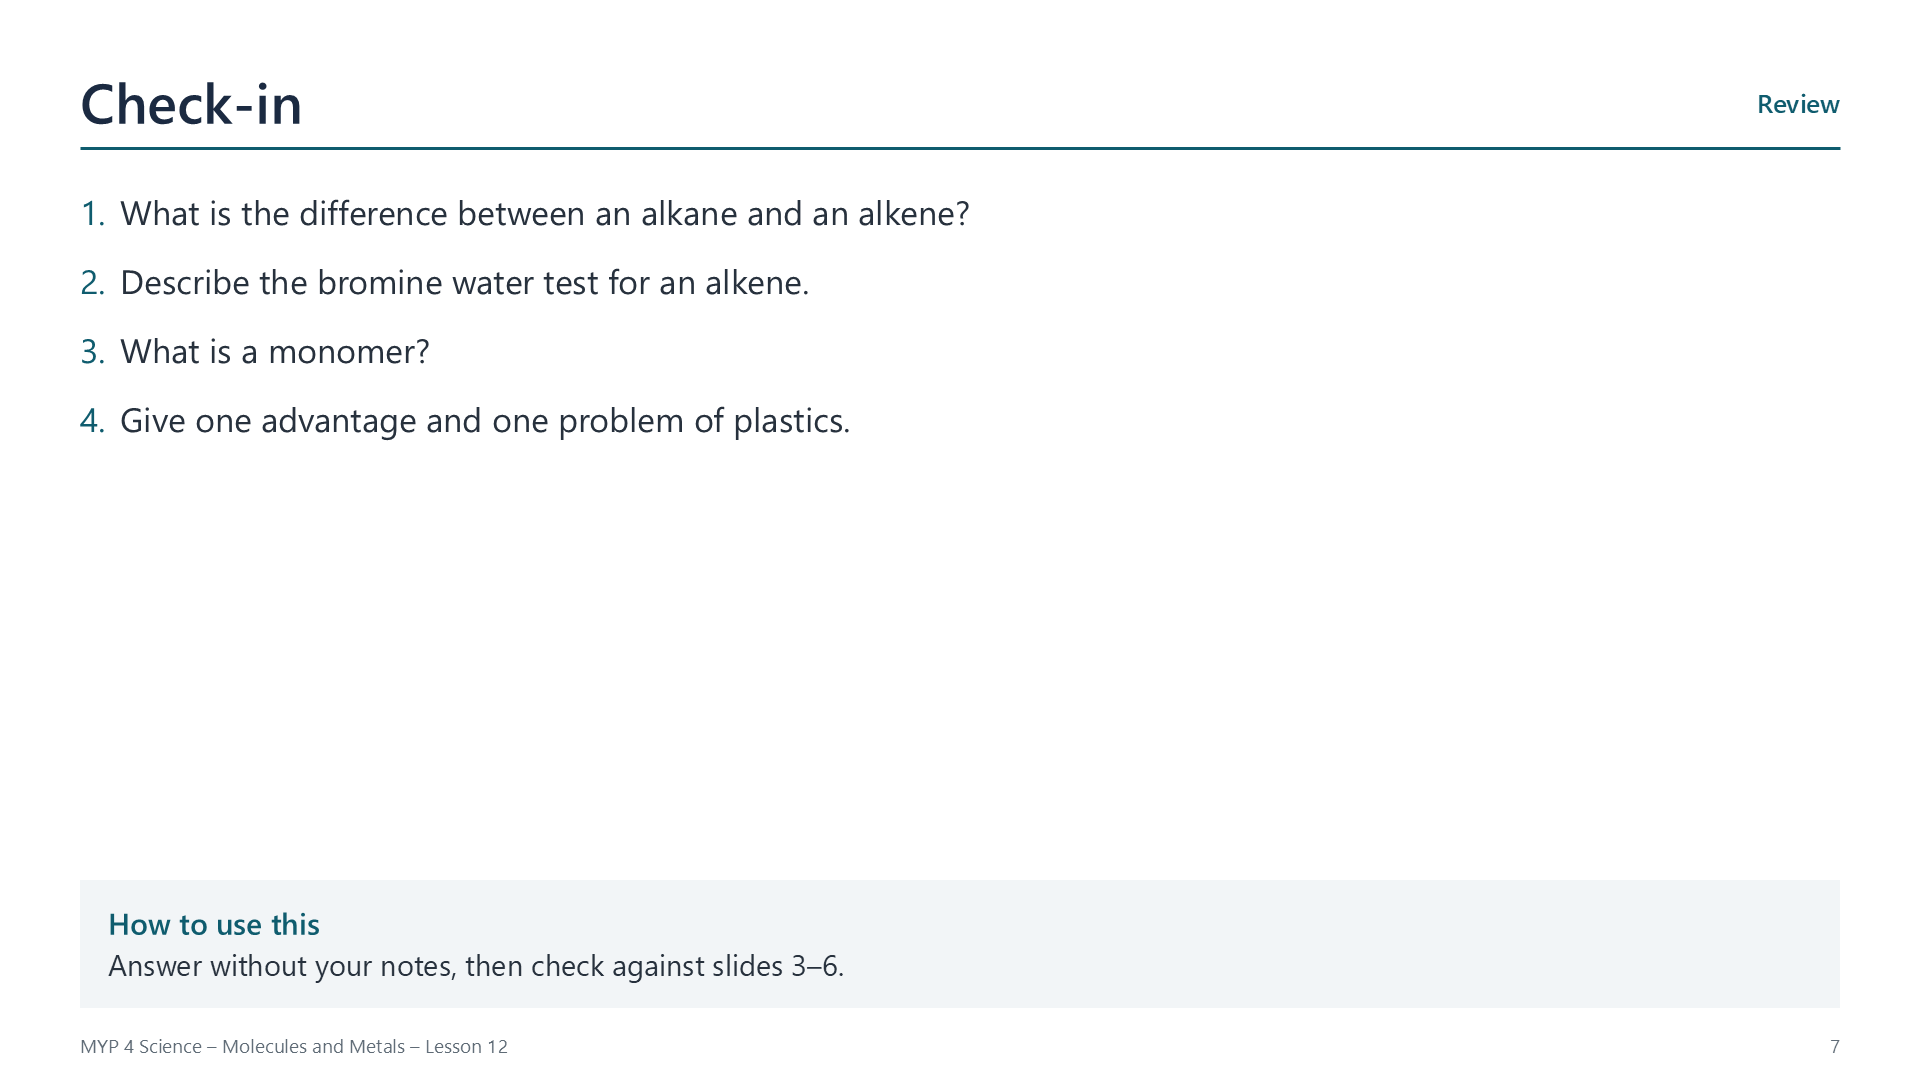 Check-in
Review
1. What is the difference between an alkane and an alkene?
2. Describe the bromine water test for an alkene.
3. What is a monomer?
4. Give one advantage and one problem of plastics.
How to use this
Answer without your notes, then check against slides 3–6.
MYP 4 Science – Molecules and Metals – Lesson 12
7